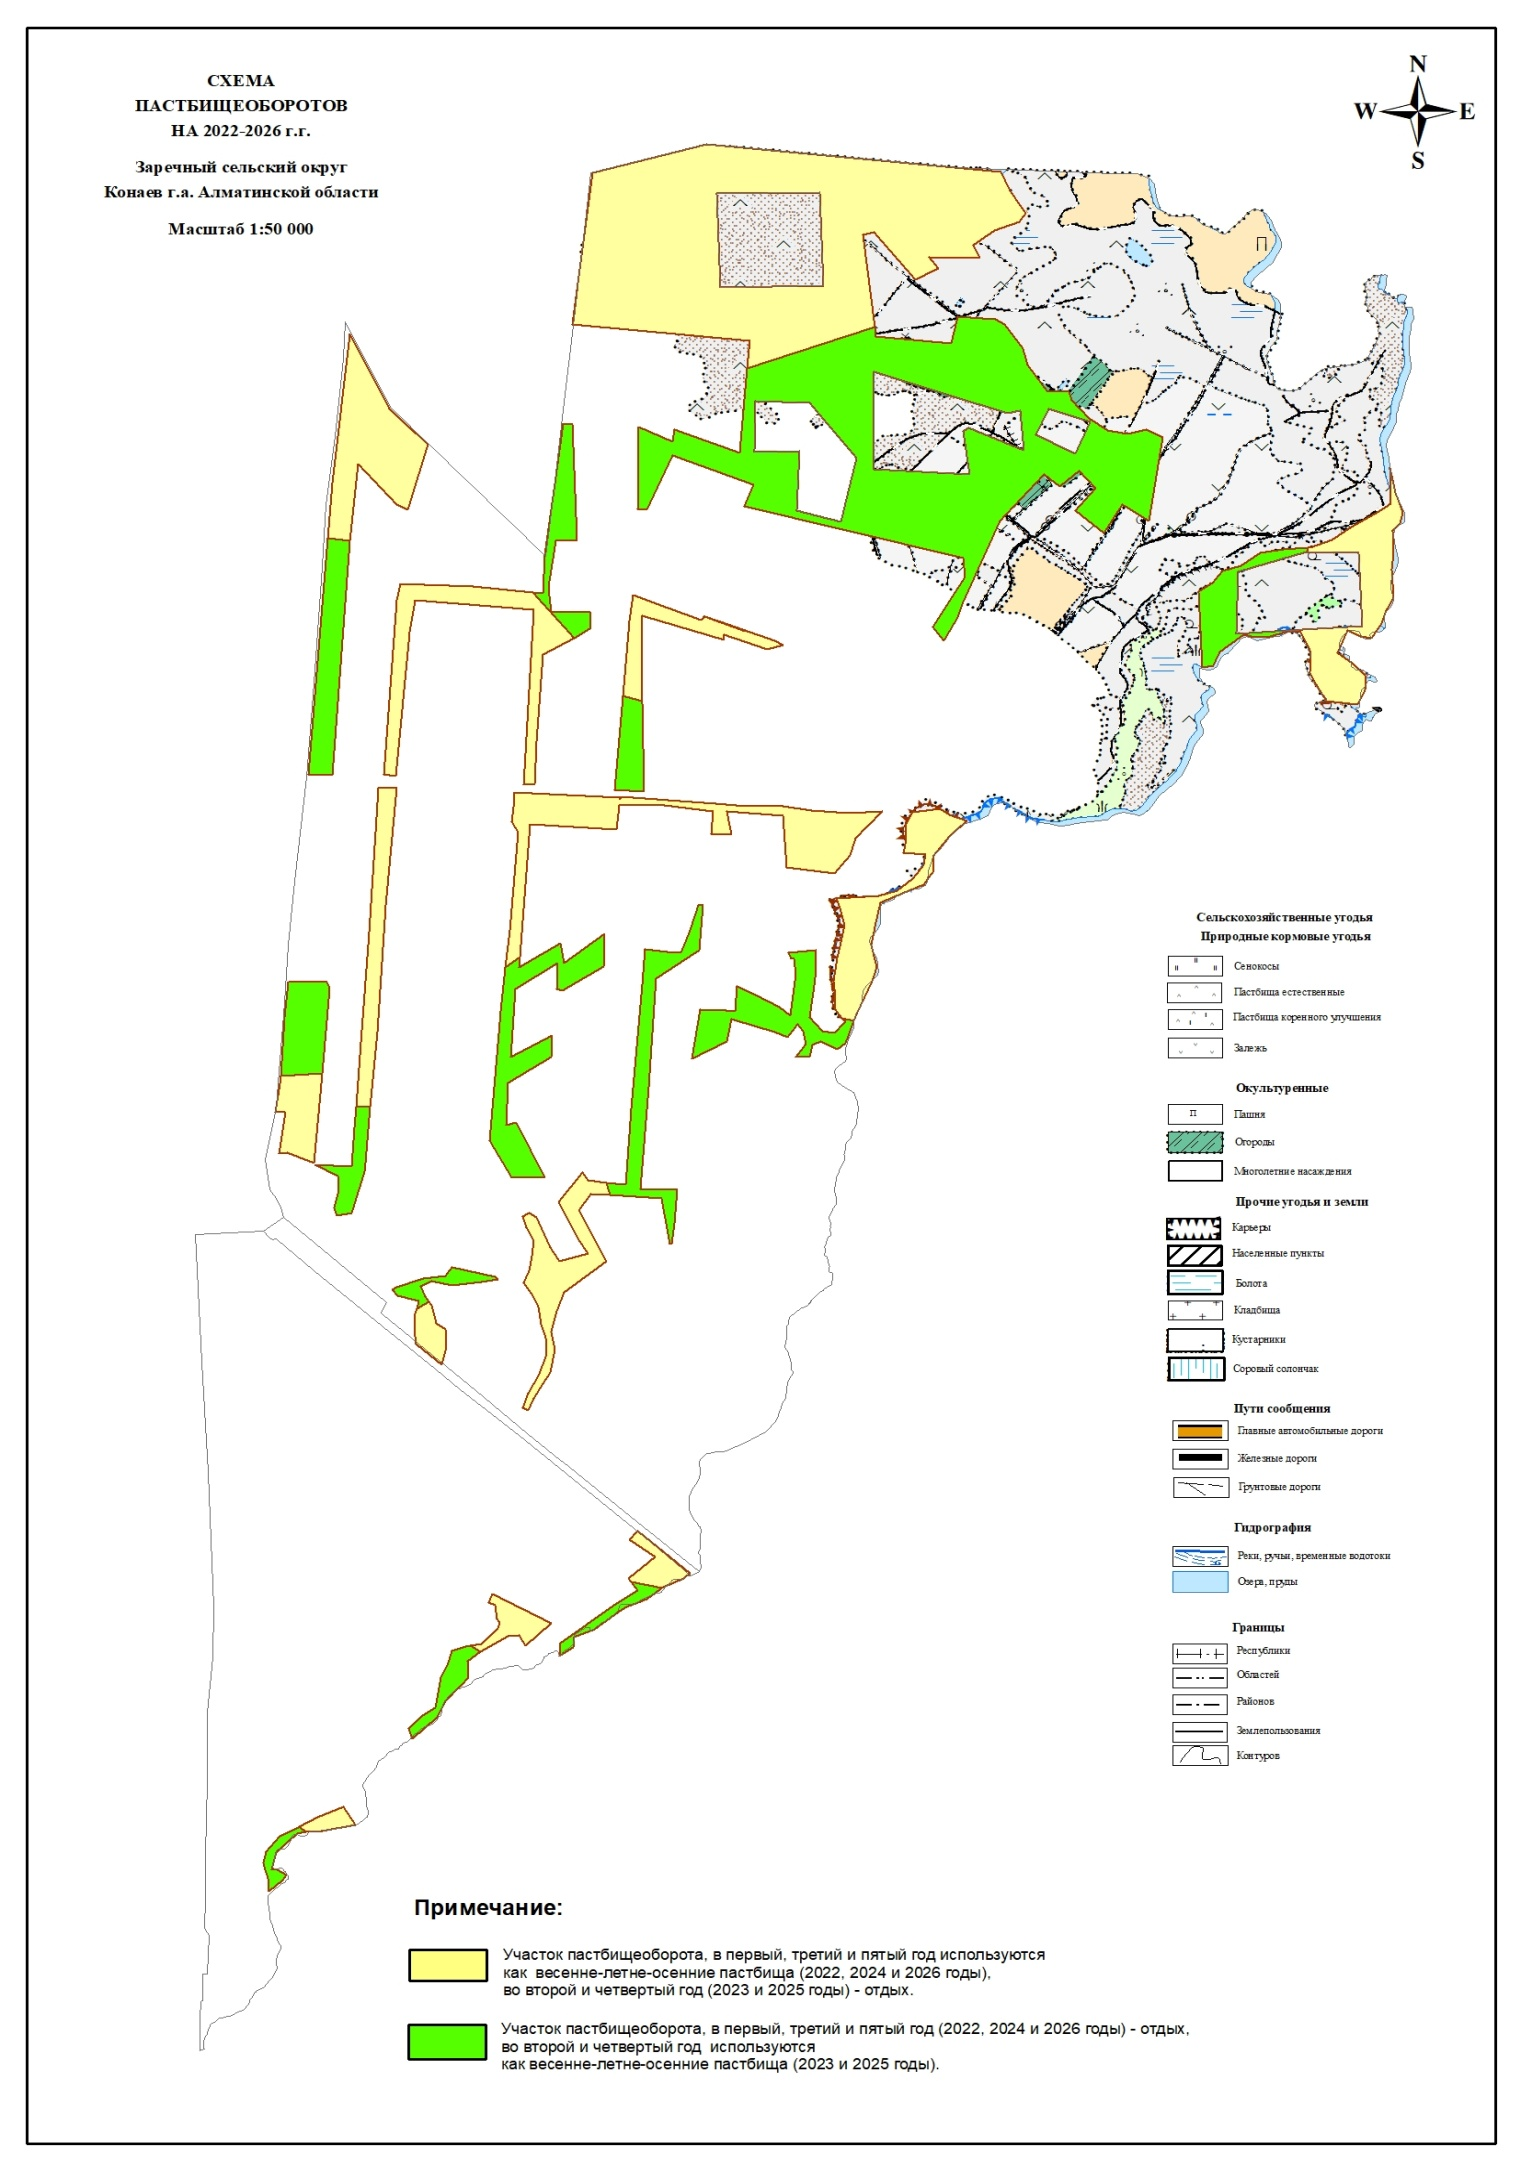 СХЕМА
ПАСТБИЩЕОБОРОТОВ
НА 2022-2026 г.г.
Заречный сельский округ
Конаев г.а. Алматинской области
Масштаб 1:50 000
N
W
E
S
П
Сельскохозяйственные угодья
Природные кормовые угодья
Сенокосы
Пастбища естественные
Пастбища коренного улучшения
Залежь
Окультуренные
П
Пашня
Огороды
Многолетние насаждения
Прочие угодья и земли
Карьеры
Населенные пункты
Болота
Кладбища
Кустарники
Соровый солончак
Пути сообщения
Главные автомобильные дороги
Железные дороги
Грунтовые дороги
Гидрография
Реки, ручьи, временные водотоки
Озера, пруды
Границы
Республики
Областей
Районов
Землепользования
Контуров
Примечание:
Участок пастбищеоборота, в первый, третий и пятый год используются
как весенне-летне-осенние пастбища (2022, 2024 и 2026 годы),
во второй и четвертый год (2023 и 2025 годы) - отдых.
Участок пастбищеоборота, в первый, третий и пятый год (2022, 2024 и 2026 годы) - отдых,
во второй и четвертый год используются
как весенне-летне-осенние пастбища (2023 и 2025 годы).